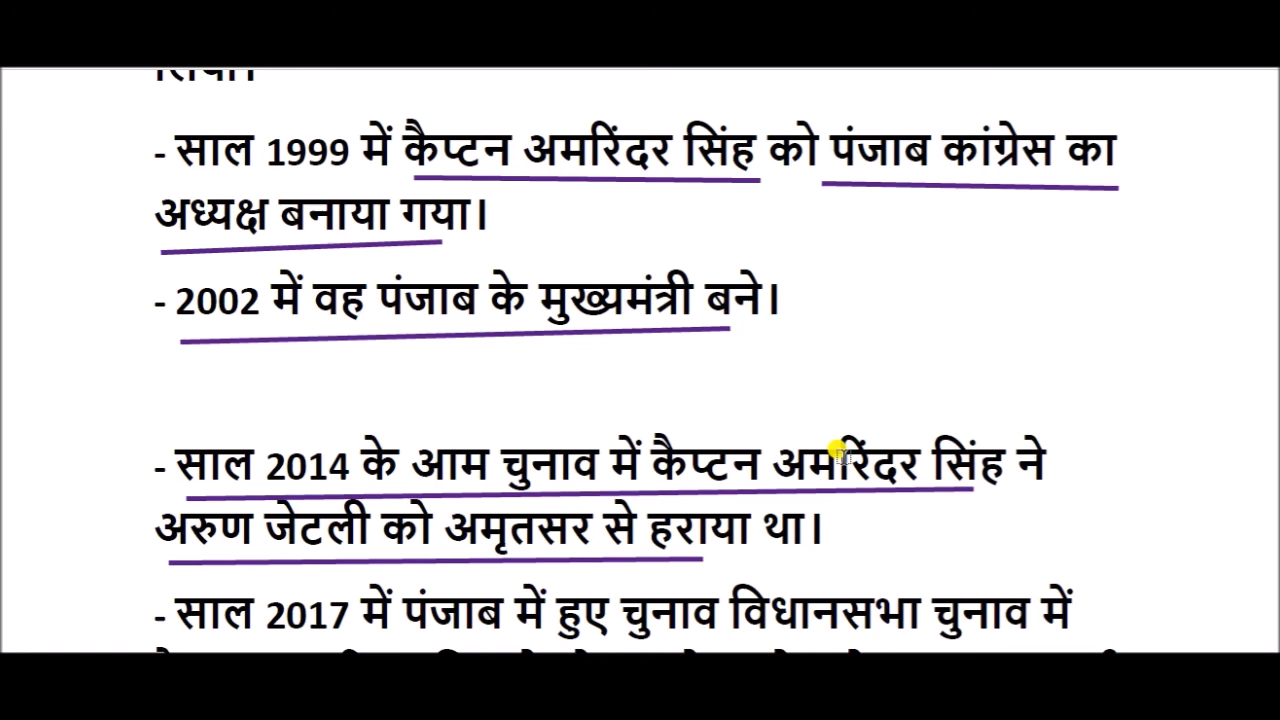 - साल 1999 में कैप्टन अमरिंदर सिंह को पंजाब कांग्रेस का
अध्यक्ष बनाया गया।
- 2002 में वह पंजाब के मुख्यमंत्री बने।
- साल 2014 के आम चुनाव में कैप्टन अमरिंदर सिंह ने
अरुण जेटली को अमृतसर से हराया था।
- साल 2017 में पंजाब में हुए चुनाव विधानसभा चुनाव में